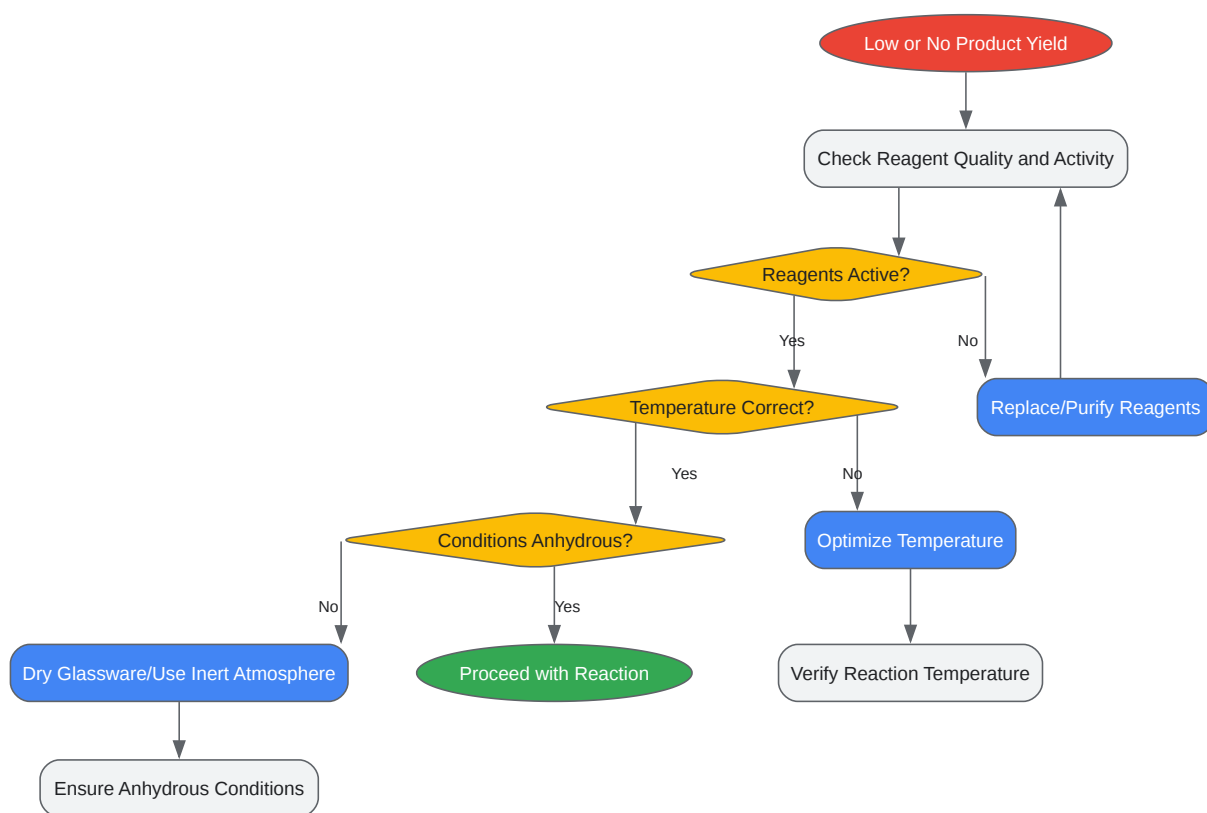 Low or No Product Yield
Check Reagent Quality and Activity
Reagents Active?
Yes
No
Temperature Correct?
Replace/Purify Reagents
Yes
No
Conditions Anhydrous?
Optimize Temperature
No
Yes
Dry Glassware/Use Inert Atmosphere
Proceed with Reaction
Verify Reaction Temperature
Ensure Anhydrous Conditions